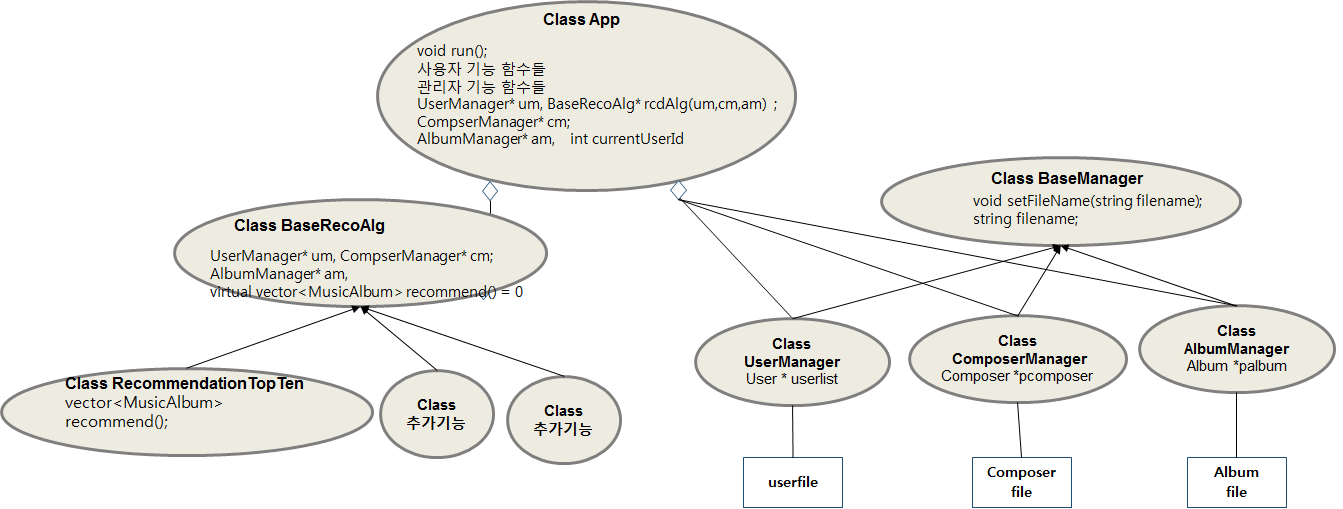 Class App
void run();
사용자 기능 함수들
관리자 기능 함수들
UserManager* um, BaseRecoAlg* rcdAlg(um,cm,am) ;
CompserManager* cm;
AlbumManager* am, int currentUserId
Class BaseManager
void setFileName(string filename);
string filename;
Class BaseRecoAlg
UserManager* um, CompserManager* cm;
AlbumManager* am,
virtual vector<MusicAlbum> recommend() = 0
Class
UserManager
User * userlist
Class
ComposerManager
Composer *pcomposer
Class
AlbumManager
Album *palbum
Class RecommendationTopTen
vector<MusicAlbum>
recommend();
Class
추가기능
Class
추가기능
userfile
Composer
file
Album
file